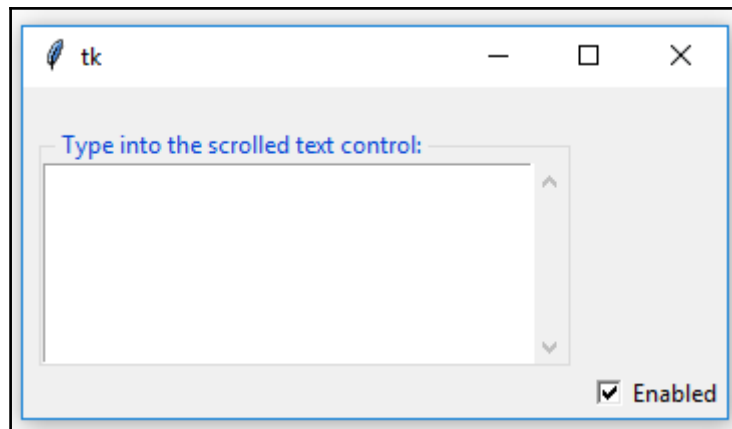 tk
Type into the scrolled text control:
Enabled